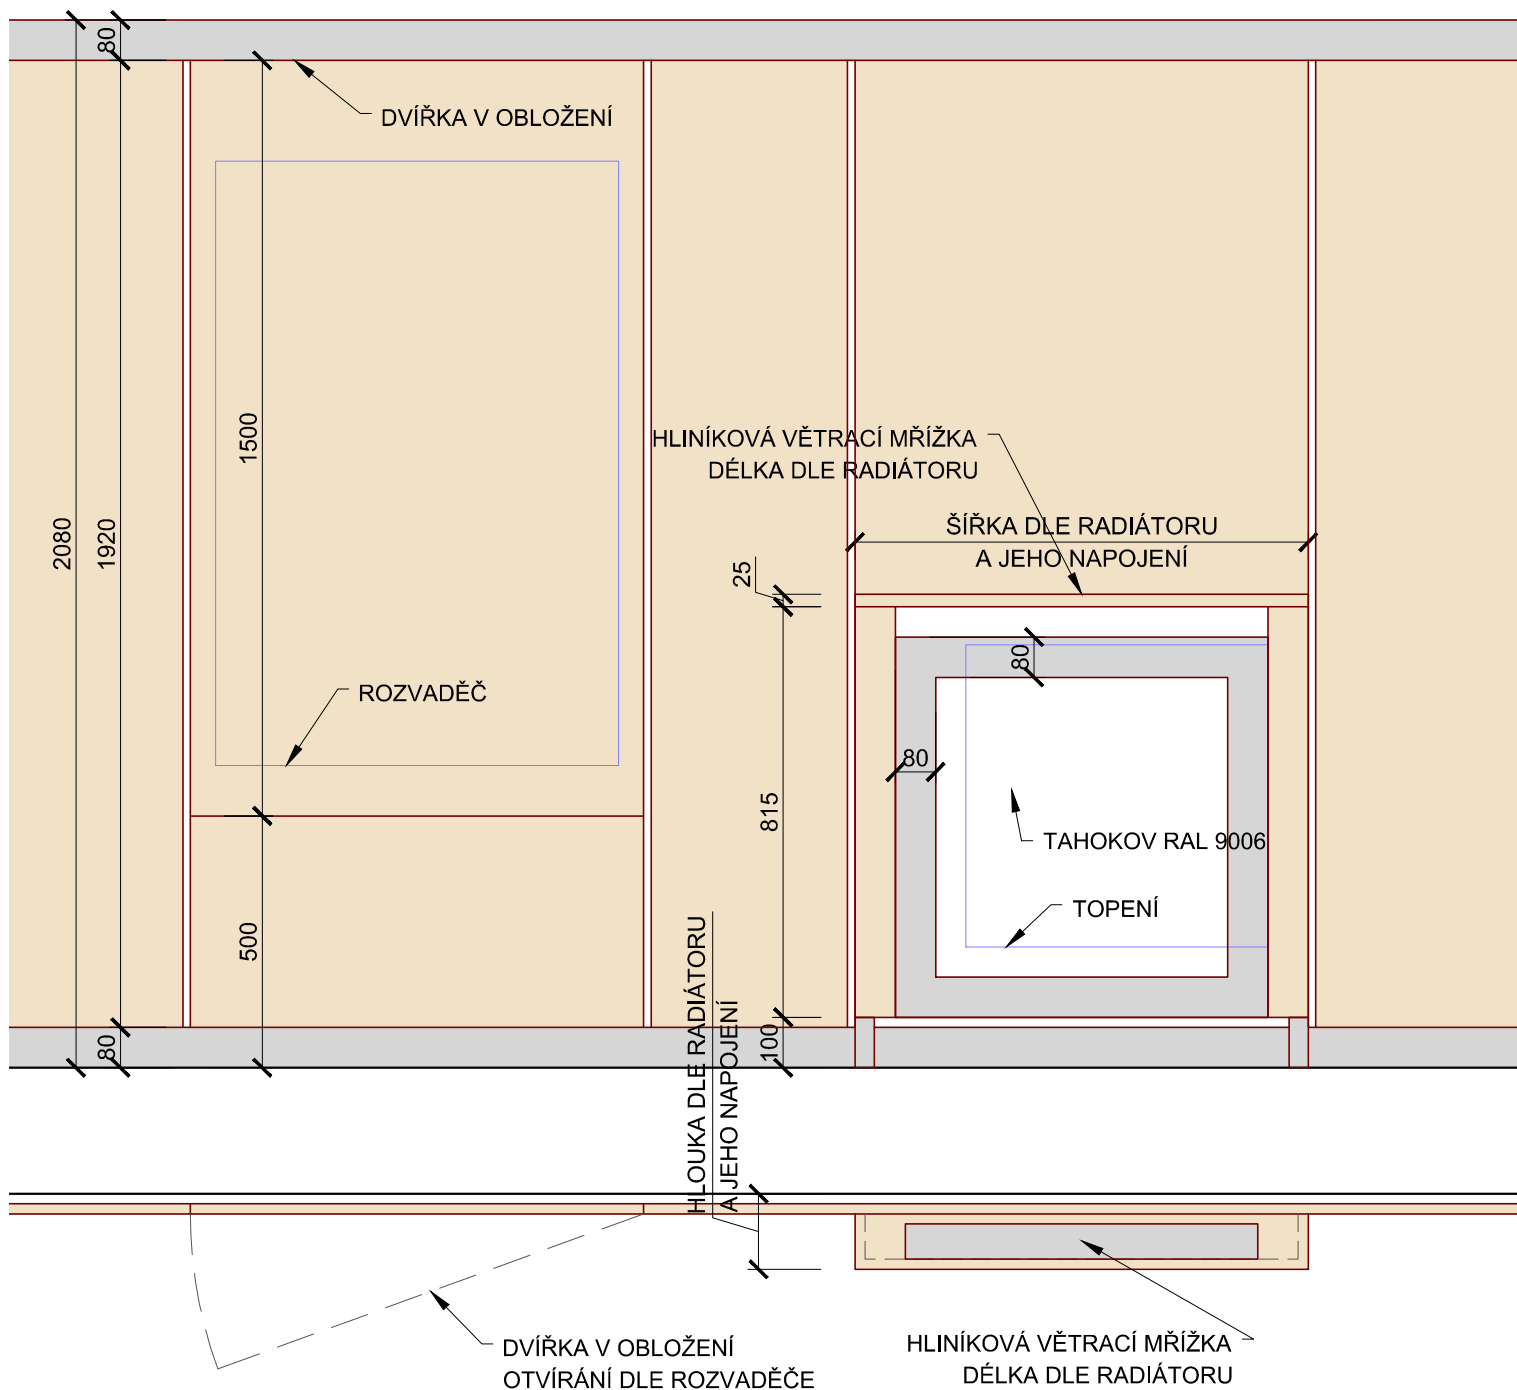 80
DVÍŘKA V OBLOŽENÍ
1500
HLINÍKOVÁ VĚTRACÍ MŘÍŽKA
DÉLKA DLE RADIÁTORU
2080
1920
ŠÍŘKA DLE RADIÁTORU
A JEHO NAPOJENÍ
25
80
ROZVADĚČ
80
815
TAHOKOV RAL 9006
TOPENÍ
500
HLOUKA DLE RADIÁTORU
A JEHO NAPOJENÍ
80
100
DVÍŘKA V OBLOŽENÍ
OTVÍRÁNÍ DLE ROZVADĚČE
HLINÍKOVÁ VĚTRACÍ MŘÍŽKA
DÉLKA DLE RADIÁTORU